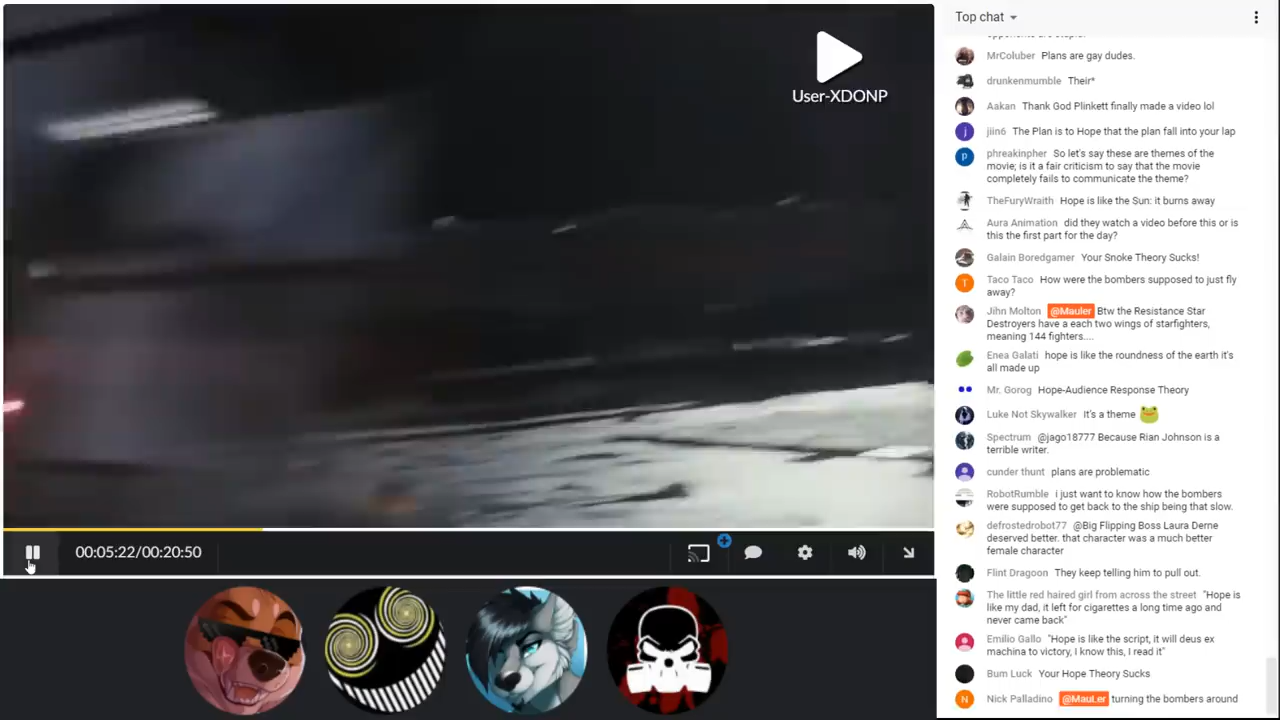 User-XDONP
00:05:22/00:20:50
Top chat
MrColuber Plans are gay dudes.
drunkenmumble Their*
Aakan Thank God Plinkett finally made a video lol
j jiin6 The Plan is to Hope that the plan fall into your lap
phreakinpher So let's say these are themes of the
p movie; is it a fair criticism to say that the movie
completely fails to communicate the theme?
TheFuryWraith Hope is like the Sun: it burns away
Aura Animation did they watch a video before this or is
this the first part for the day?
Galain Boredgamer Your Snoke Theory Sucks!
T Taco Taco How were the bombers supposed to just fly
away?
Jihn Molton @Mauler Btw the Resistance Star
Destroyers have a each two wings of starfighters,
meaning 144 fighters....
Enea Galati hope is like the roundness of the earth it's
all made up
Mr. Gorog Hope-Audience Response Theory
Luke Not Skywalker It's a theme
Spectrum @jago18777 Because Rian Johnson is a
terrible writer.
cunder thunt plans are problematic
RobotRumble i just want to know how the bombers
were supposed to get back to the ship being that slow.
defrostedrobot77 @Big Flipping Boss Laura Derne
deserved better. that character was a much better
female character
Flint Dragoon They keep telling him to pull out.
The little red haired girl from across the street "Hope is
like my dad, it left for cigarettes a long time ago and
never came back"
Emilio Gallo "Hope is like the script, it will deus ex
machina to victory, I know this, I read it"
Bum Luck Your Hope Theory Sucks
N Nick Palladino @MauLer turning the bombers around